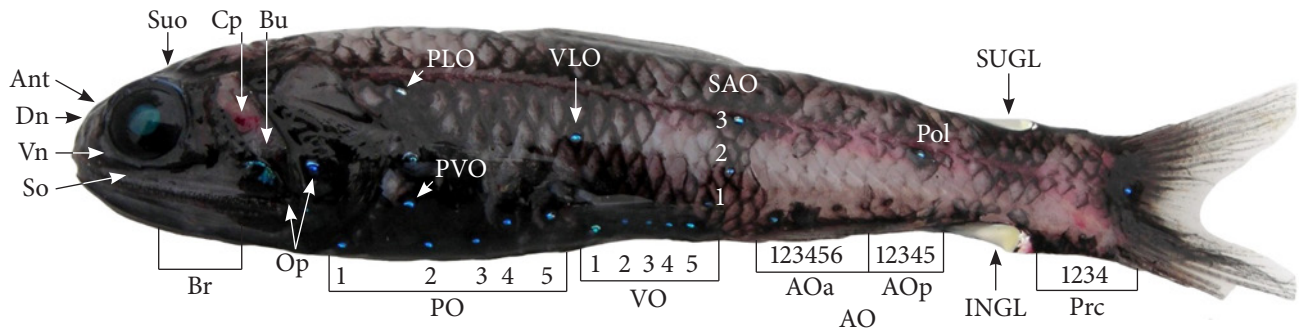 Suo Cp Bu
PLO VLO SUGL
Ant SAO
Dn 3 Pol
Vn 2
So PVO 1
Op
1 2 3 4 5 1 2 3 4 5 123456 12345 1234
Br PO VO AOa AOp INGL Prc
AO